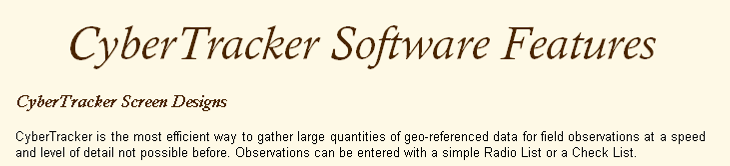 CyberTracker Software Features
CyberTracker Screen Designs
CyberTracker is the most efficient way to gather large quantities of geo-referenced data for field observations at a speed
and level of detail not possible before. Observations can be entered with a simple Radio List or a Check List.